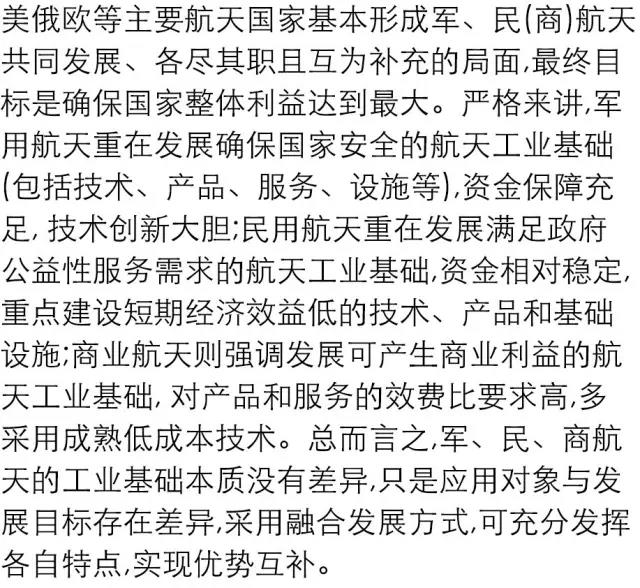 美俄欧等主要航天国家基本形成军、民(商)航天
共同发展、各尽其职且互为补充的局面,最终目
标是确保国家整体利益达到最大。严格来讲,军
用航天重在发展确保国家安全的航天工业基础
(包括技术、产品、服务、设施等),资金保障充
足, 技术创新大胆;民用航天重在发展满足政府
公益性服务需求的航天工业基础,资金相对稳定,
重点建设短期经济效益低的技术、产品和基础
设施;商业航天则强调发展可产生商业利益的航
天工业基础, 对产品和服务的效费比要求高,多
采用成熟低成本技术。总而言之,军、民、商航
天的工业基础本质没有差异,只是应用对象与发
展目标存在差异,采用融合发展方式,可充分发挥
各自特点,实现优势互补。